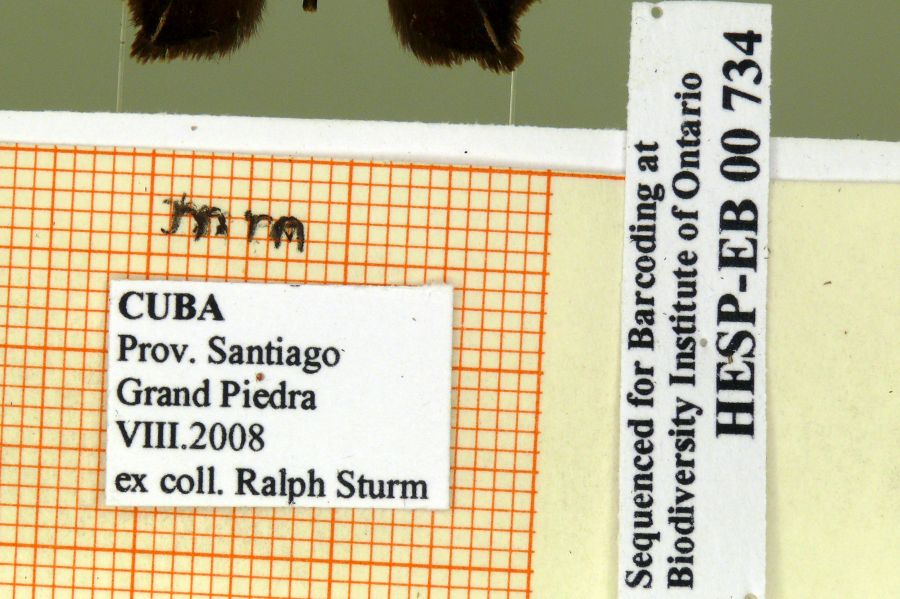 mm
CUBA
Prov. Santiago
Grand Piedra
VIII.2008
ex coll. Ralph Sturm
Sequenced for Barcoding at
Biodiversity Institute of Ontario
HESP-EB 00 734